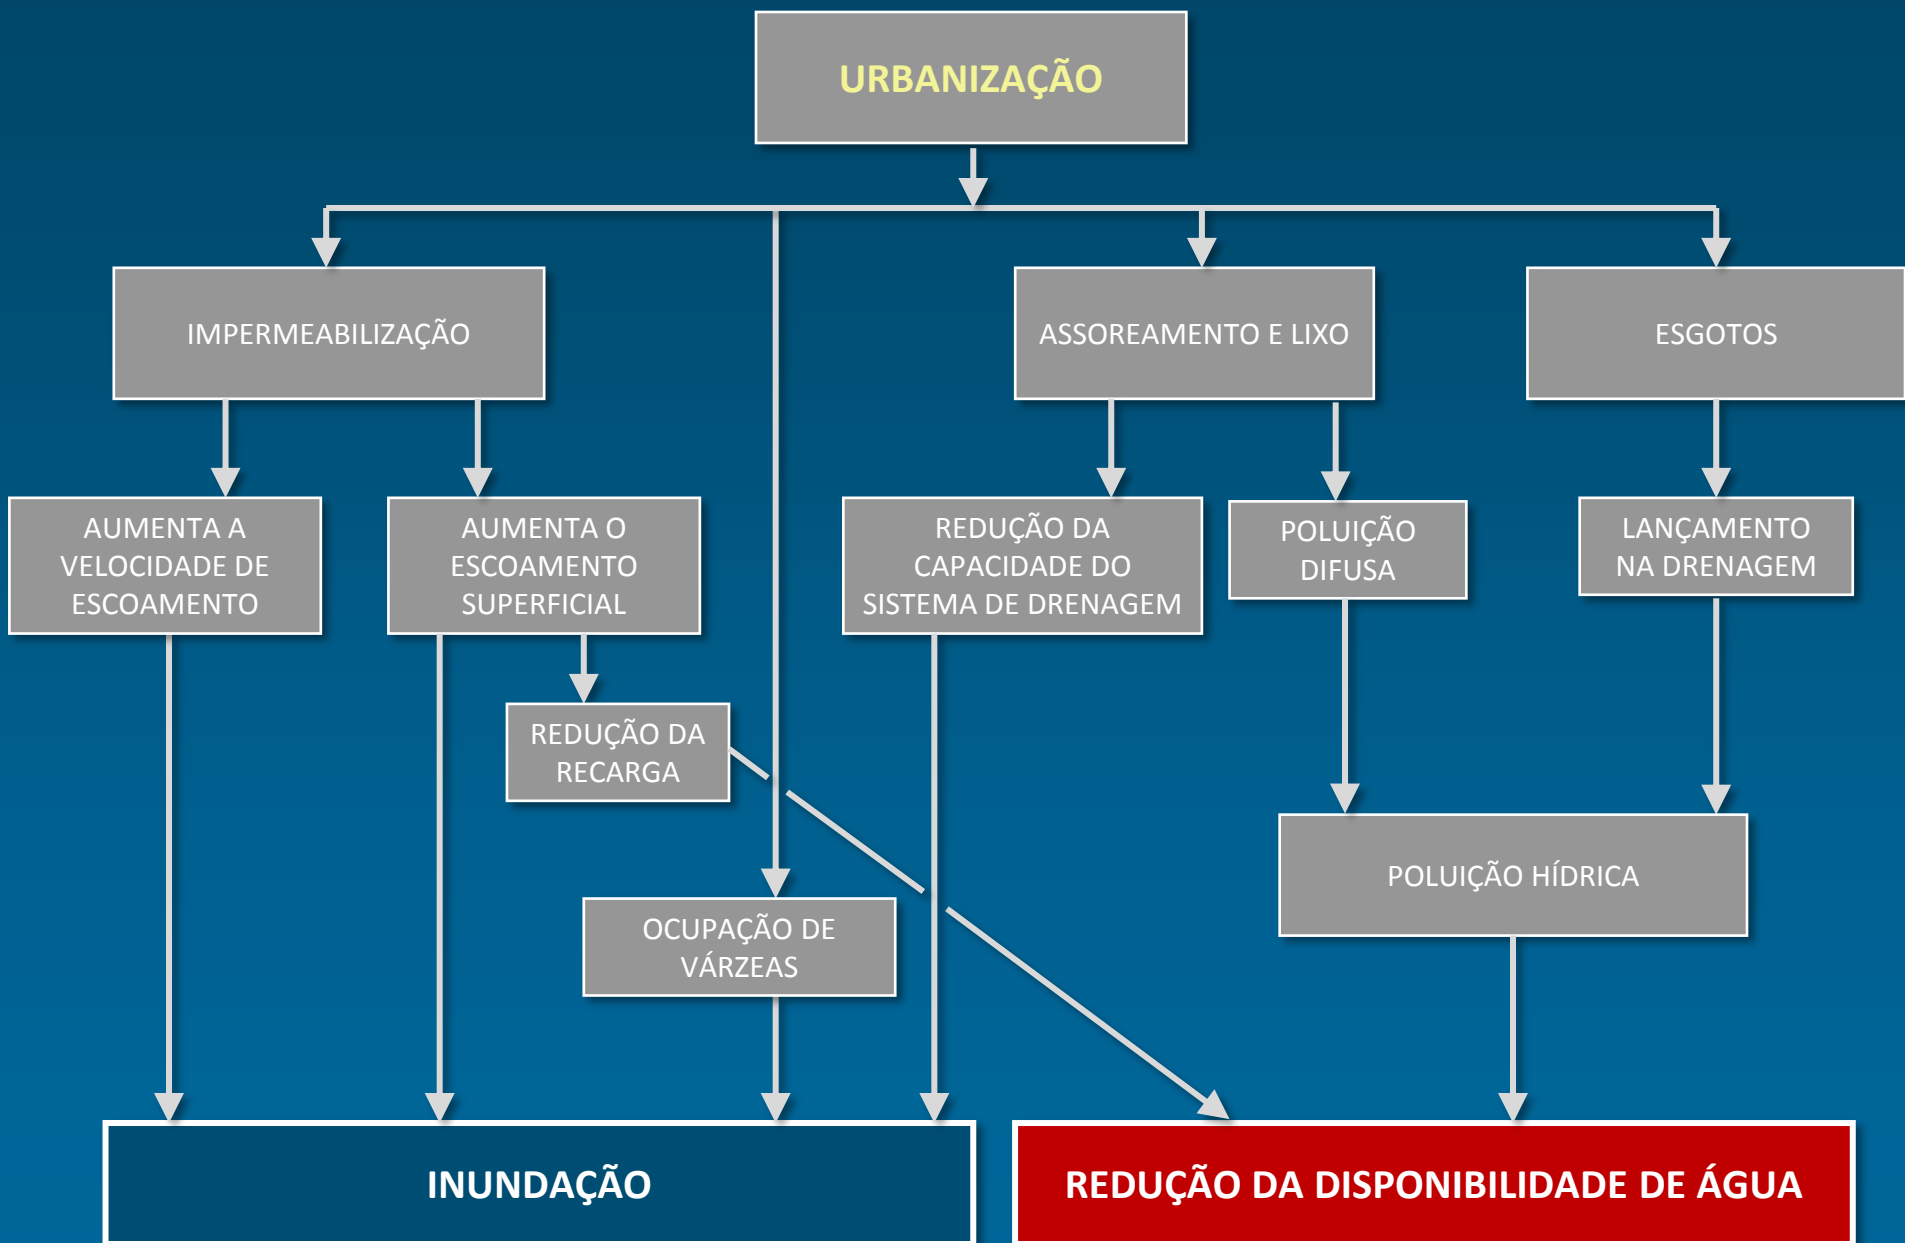 URBANIZAÇÃO
IMPERMEABILIZAÇÃO
ASSOREAMENTO E LIXO
ESGOTOS
AUMENTA A
VELOCIDADE DE
ESCOAMENTO
AUMENTA O
ESCOAMENTO
SUPERFICIAL
REDUÇÃO DA
CAPACIDADE DO
SISTEMA DE DRENAGEM
POLUIÇÃO
DIFUSA
LANÇAMENTO
NA DRENAGEM
REDUÇÃO DA
RECARGA
POLUIÇÃO HÍDRICA
OCUPAÇÃO DE
VÁRZEAS
INUNDAÇÃO
REDUÇÃO DA DISPONIBILIDADE DE ÁGUA